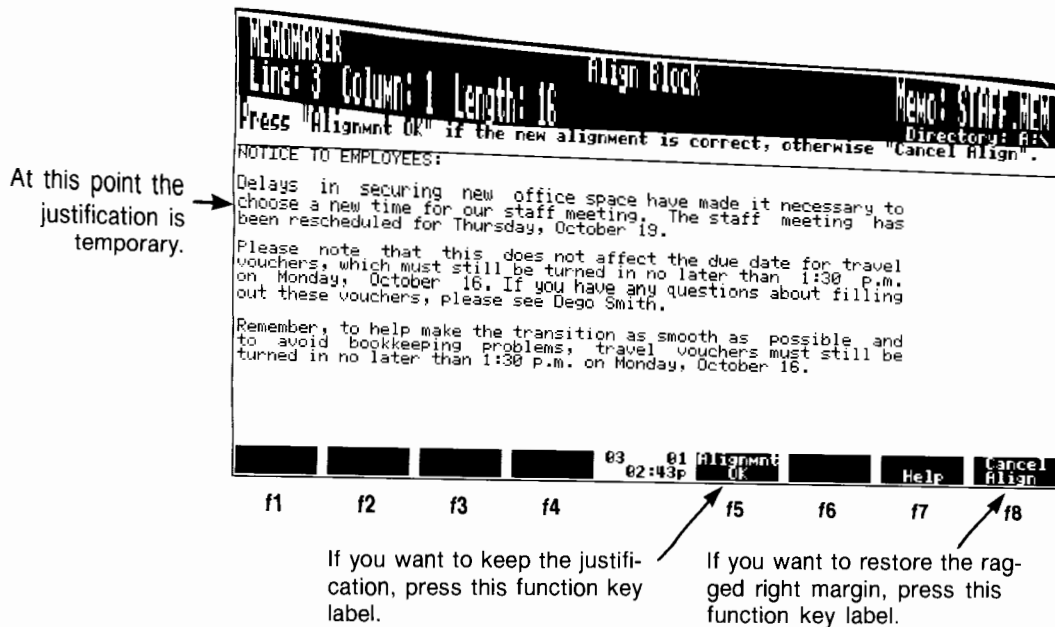 MEMOMAKER Align Block Memo: STAFF.MEM
Line: 3 Column: 1 Length: 16 Directory: A:\
Press "Alignmnt OK" if the new alignment is correct, otherwise "Cancel Align".
NOTICE TO EMPLOYEES:
At this point the
justification is
temporary.
Delays in securing new office space have made it necessary to
choose a new time for our staff meeting. The staff meeting has
been rescheduled for Thursday, October 19.
Please note that this does not affect the due date for travel
vouchers, which must still be turned in no later than 1:30 p.m.
on Monday, October 16. If you have any questions about filling
out these vouchers, please see Dego Smith.
Remember, to help make the transition as smooth as possible and
to avoid bookkeeping problems, travel vouchers must still be
turned in no later than 1:30 p.m. on Monday, October 16.
03 01 Alignmnt Cancel
02:43p OK Help Align
f1 f2 f3 f4 f5 f6 f7 f8
If you want to keep the justifi-
cation, press this function key
label.
If you want to restore the rag-
ged right margin, press this
function key label.